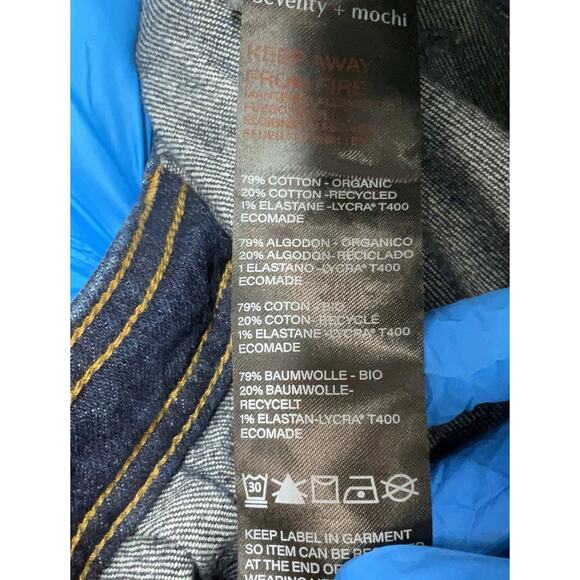 seventy + mochi
KEEP AWAY
FROM FIRE
79% COTTON - ORGANIC
20% COTTON-RECYCLED
1% ELASTANE -LYCRA® T400
ECOMADE
79% ALGODON - ORGANICO
20% ALGODON-RECICLADO
1 ELASTANO-LYCRA® T400
ECOMADE
79% COTON - BIO
20% COTON-RECYCLÉ
1% ELASTANE-LYRA® T400
ECOMADE
79% BAUMWOLLE - BIO
20% BAUMWOLLE-
RECYCELT
1% ELASTAN-LYCRA® T400
ECOMADE
30
KEEP LABEL IN GARMENT
SO ITEM CAN BE
AT THE END OF